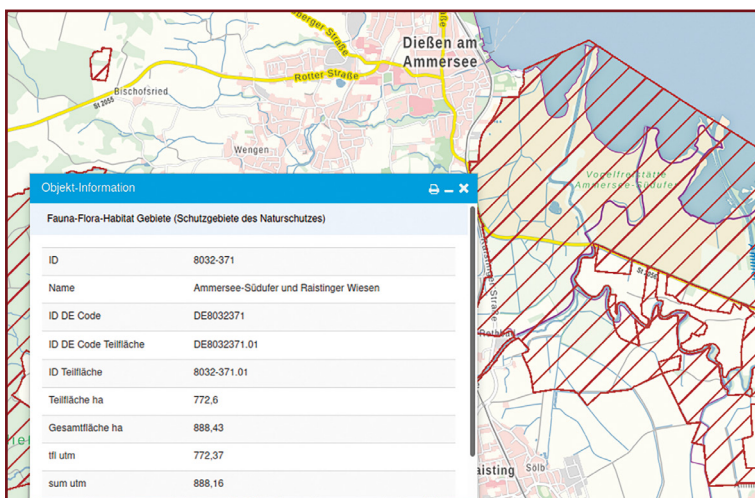 Dießen am
Ammersee
Rotter Straße
Bischofsried
St 2055
Wengen
Vogelfreistätte
Ammersee-Südufer
St 2056
Raisting
Sölb
Objekt-Information
Fauna-Flora-Habitat Gebiete (Schutzgebiete des Naturschutzes)
ID 8032-371
Name Ammersee-Südufer und Raistinger Wiesen
ID DE Code DE8032371
ID DE Code Teilfläche DE8032371.01
ID Teilfläche 8032-371.01
Teilfläche ha 772,6
Gesamtfläche ha 888,43
tfl utm 772,37
sum utm 888,16